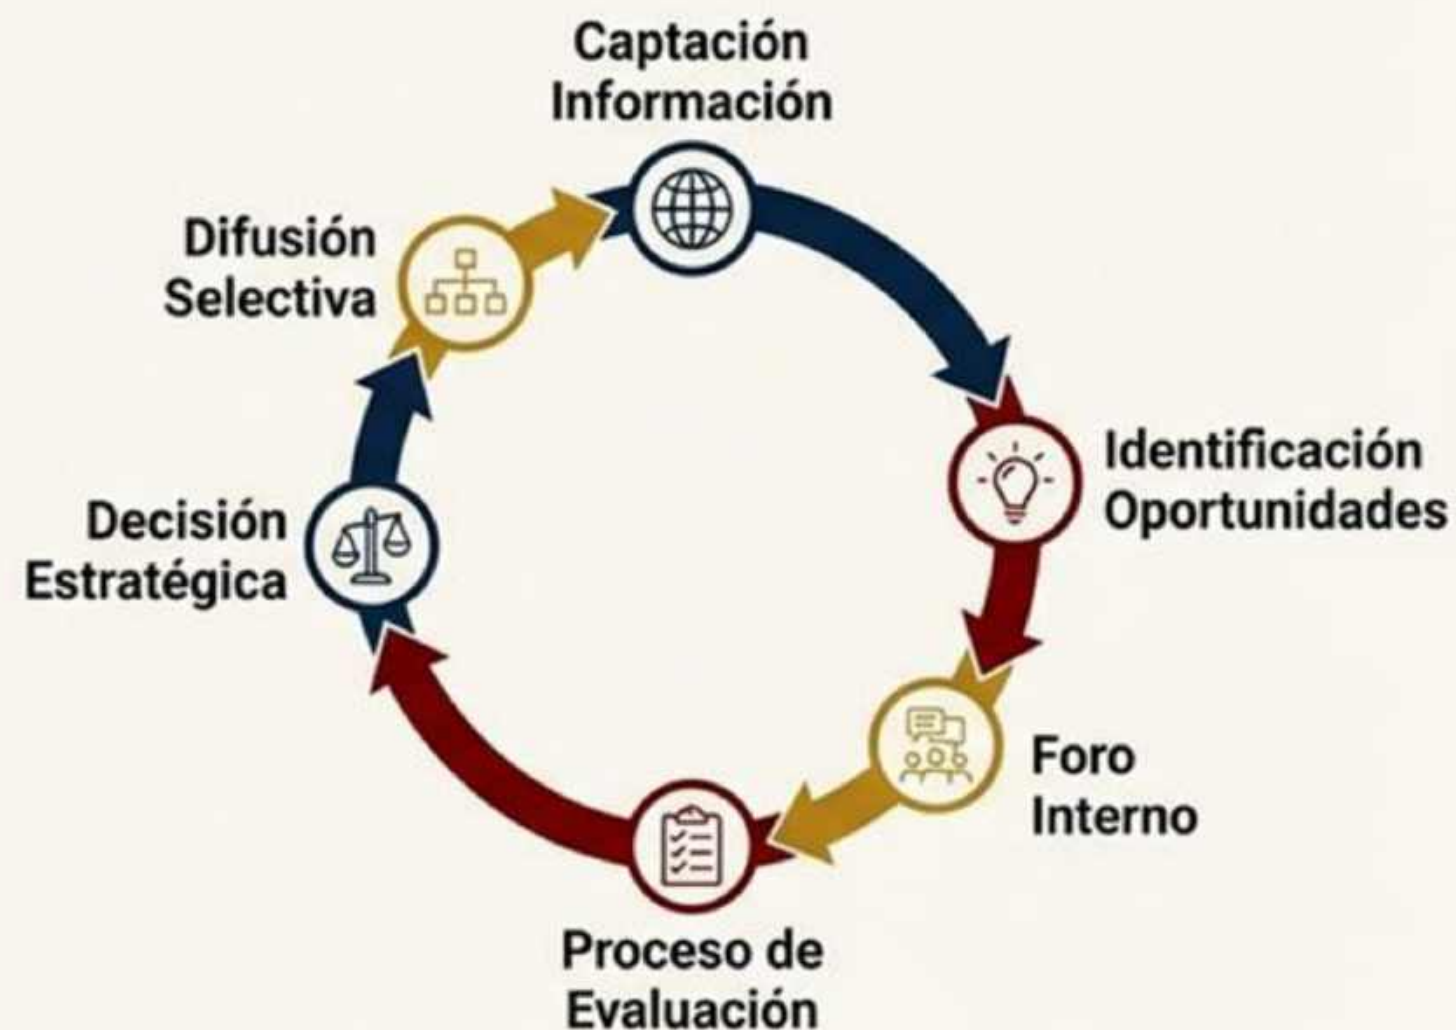 Captación
Información
Identificación
Oportunidades
Foro
Interno
Proceso de
Evaluación
Decisión
Estratégica
Difusión
Selectiva